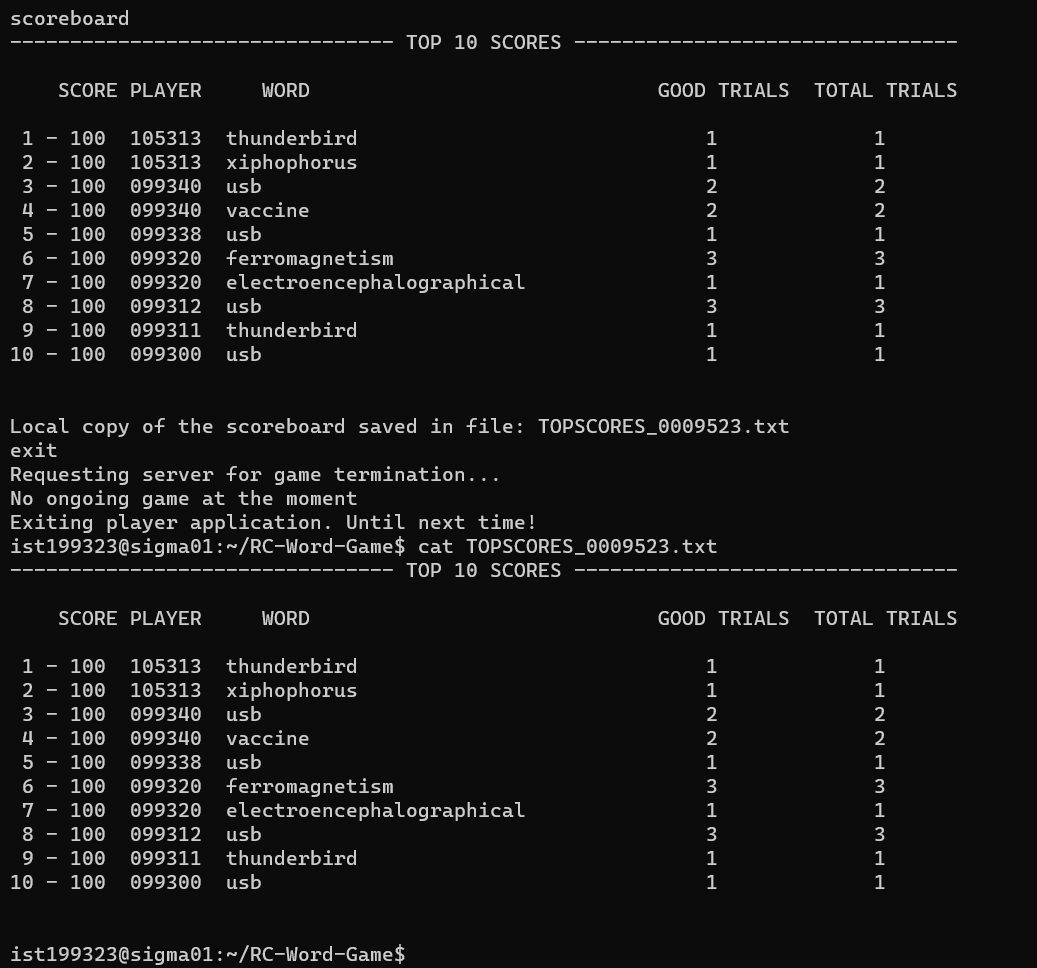 scoreboard
-------------------------------- TOP 10 SCORES --------------------------------
SCORE PLAYER     WORD                             GOOD TRIALS  TOTAL TRIALS
 1 - 100  105313  thunderbird                             1             1
 2 - 100  105313  xiphophorus                             1             1
 3 - 100  099340  usb                                     2             2
 4 - 100  099340  vaccine                                 2             2
 5 - 100  099338  usb                                     1             1
 6 - 100  099320  ferromagnetism                          3             3
 7 - 100  099320  electroencephalographical               1             1
 8 - 100  099312  usb                                     3             3
 9 - 100  099311  thunderbird                             1             1
10 - 100  099300  usb                                     1             1
Local copy of the scoreboard saved in file: TOPSCORES_0009523.txt
exit
Requesting server for game termination...
No ongoing game at the moment
Exiting player application. Until next time!
ist199323@sigma01:~/RC-Word-Game$ cat TOPSCORES_0009523.txt
-------------------------------- TOP 10 SCORES --------------------------------
SCORE PLAYER     WORD                             GOOD TRIALS  TOTAL TRIALS
 1 - 100  105313  thunderbird                             1             1
 2 - 100  105313  xiphophorus                             1             1
 3 - 100  099340  usb                                     2             2
 4 - 100  099340  vaccine                                 2             2
 5 - 100  099338  usb                                     1             1
 6 - 100  099320  ferromagnetism                          3             3
 7 - 100  099320  electroencephalographical               1             1
 8 - 100  099312  usb                                     3             3
 9 - 100  099311  thunderbird                             1             1
10 - 100  099300  usb                                     1             1
ist199323@sigma01:~/RC-Word-Game$